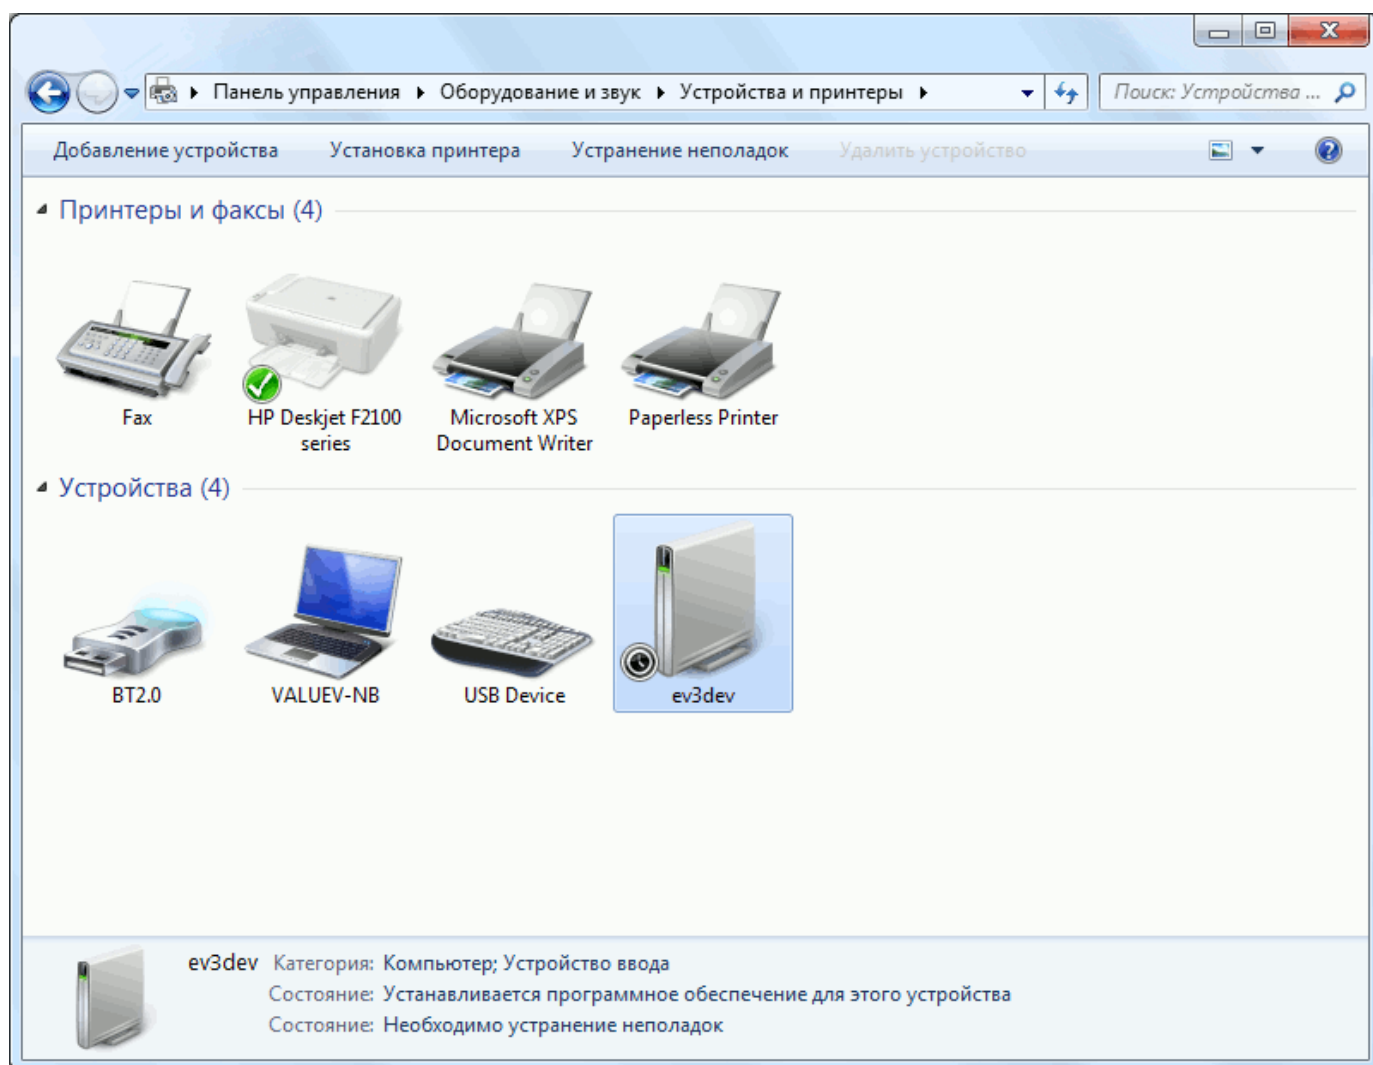 Панель управления Оборудование и звук Устройства и принтеры Поиск: Устройства ...
Добавление устройства Установка принтера Устранение неполадок Удалить устройство
Принтеры и факсы (4)
Fax
HP Deskjet F2100 series
Microsoft XPS Document Writer
Paperless Printer
Устройства (4)
BT2.0
VALUEV-NB
USB Device
ev3dev
ev3dev Категория: Компьютер; Устройство ввода
Состояние: Устанавливается программное обеспечение для этого устройства
Состояние: Необходимо устранение неполадок